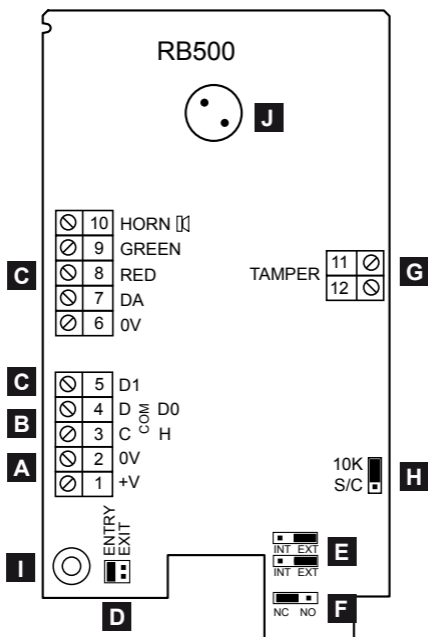 RB500
J
10 HORN
9 GREEN
C 8 RED
7 DA
6 0V
TAMPER 11 G
12
C 5 D1
B 4 D COM D0
3 C H
A 2 0V
1 +V
10K H
S/C
I ENTRY
EXIT
D
INT EXT E
INT EXT
NC NO F